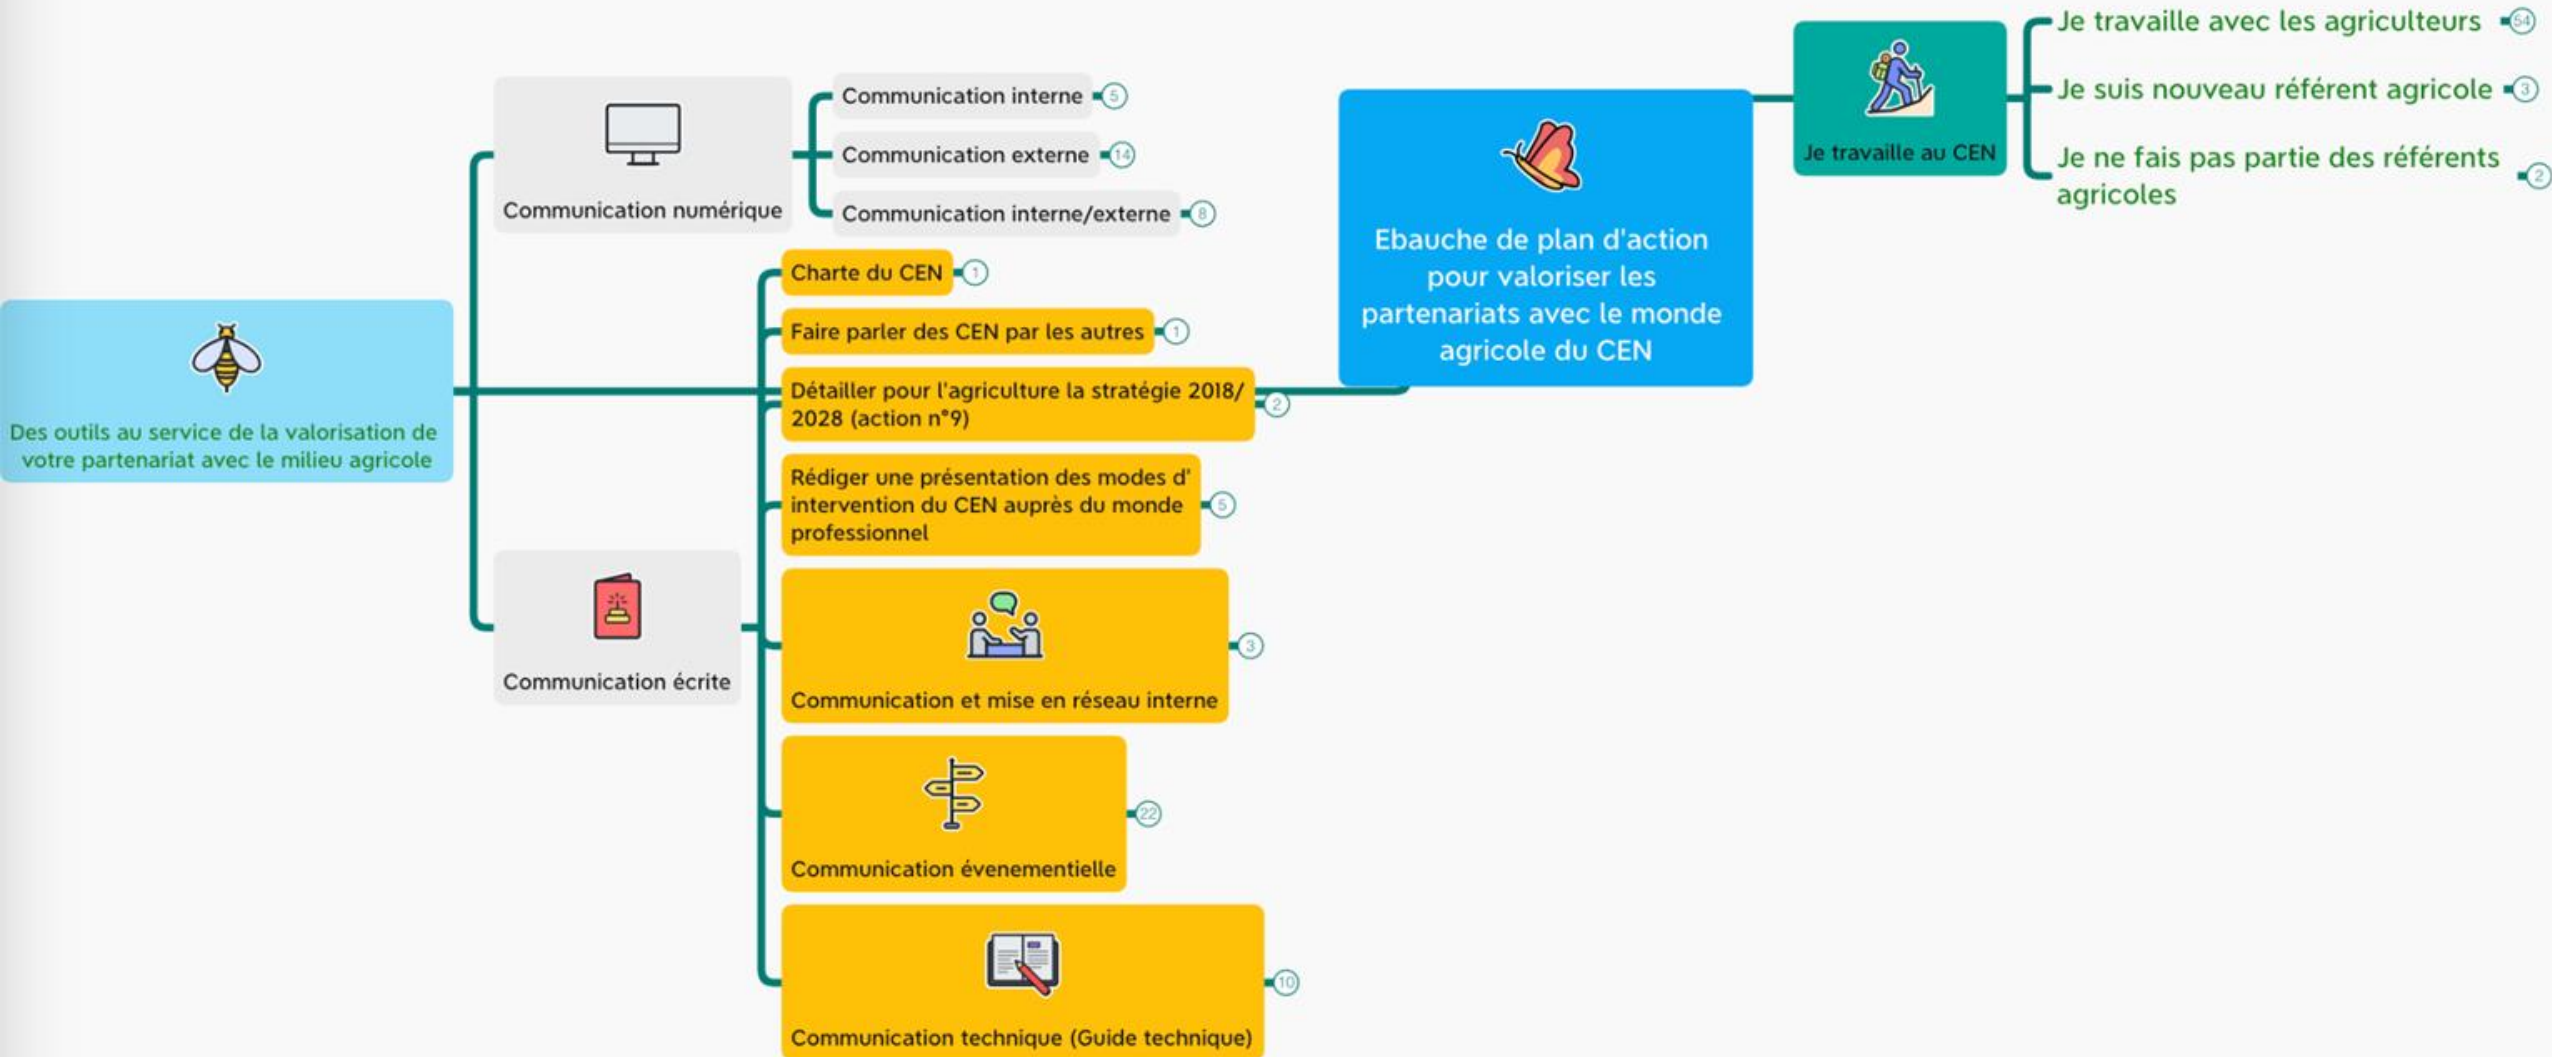 Des outils au service de la valorisation de
votre partenariat avec le milieu agricole
Communication numérique
Communication interne 5
Communication externe 14
Communication interne/externe 8
Communication écrite
Charte du CEN 1
Faire parler des CEN par les autres 1
Détailler pour l'agriculture la stratégie 2018/
2028 (action n°9) 2
Rédiger une présentation des modes d'
intervention du CEN auprès du monde 5
professionnel
Communication et mise en réseau interne 3
Communication évenementielle 22
Communication technique (Guide technique) 10
Ebauche de plan d'action
pour valoriser les
partenariats avec le monde
agricole du CEN
Je travaille au CEN
Je travaille avec les agriculteurs 54
Je suis nouveau référent agricole 3
Je ne fais pas partie des référents
agricoles 2